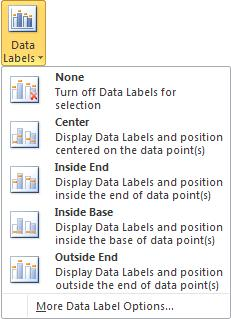 Data
Labels
None
Turn off Data Labels for
selection
Center
Display Data Labels and position
centered on the data point(s)
Inside End
Display Data Labels and position
inside the end of data point(s)
Inside Base
Display Data Labels and position
inside the base of data point(s)
Outside End
Display Data Labels and position
outside the end of data point(s)
More Data Label Options...